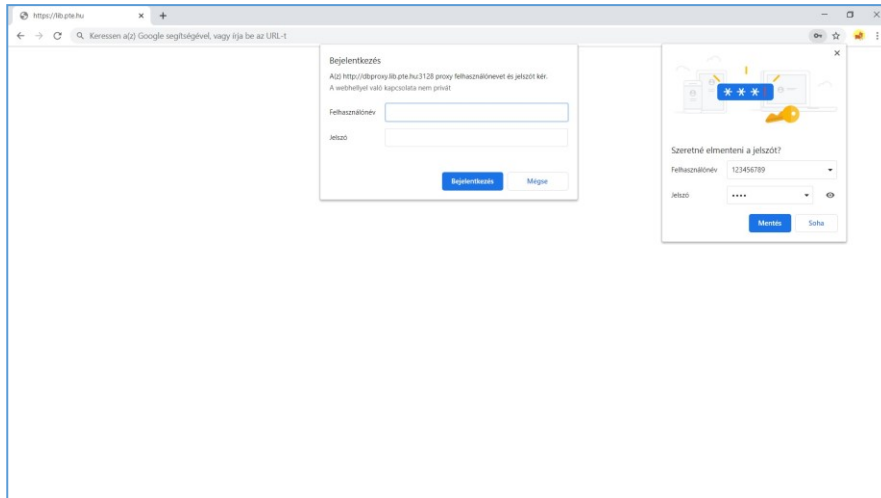 https://lib.pte.hu
Keressen a(z) Google segítségével, vagy írja be az URL-t
Bejelentkezés
A(z) http://dbproxy.lib.pte.hu:3128 proxy felhasználónevet és jelszót kér.
A webhellyel való kapcsolata nem privát
Felhasználónév
Jelszó
Bejelentkezés Mégse
***
Szeretné elmenteni a jelszót?
Felhasználónév 123456789
Jelszó ••••
Mentés Soha